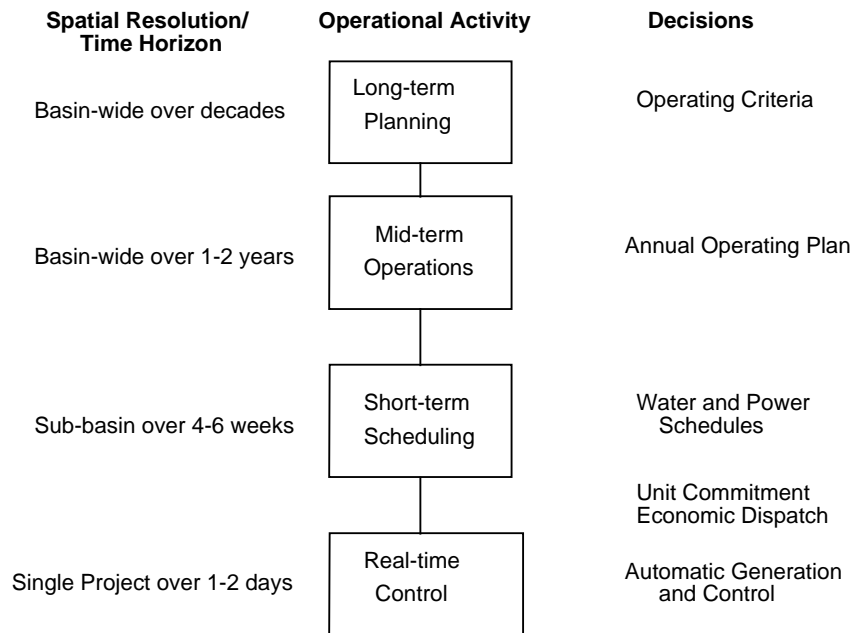 Spatial Resolution/
Time Horizon
Operational Activity
Decisions
Basin-wide over decades
Long-term
Planning
Operating Criteria
Basin-wide over 1-2 years
Mid-term
Operations
Annual Operating Plan
Sub-basin over 4-6 weeks
Short-term
Scheduling
Water and Power
Schedules
Unit Commitment
Economic Dispatch
Single Project over 1-2 days
Real-time
Control
Automatic Generation
and Control